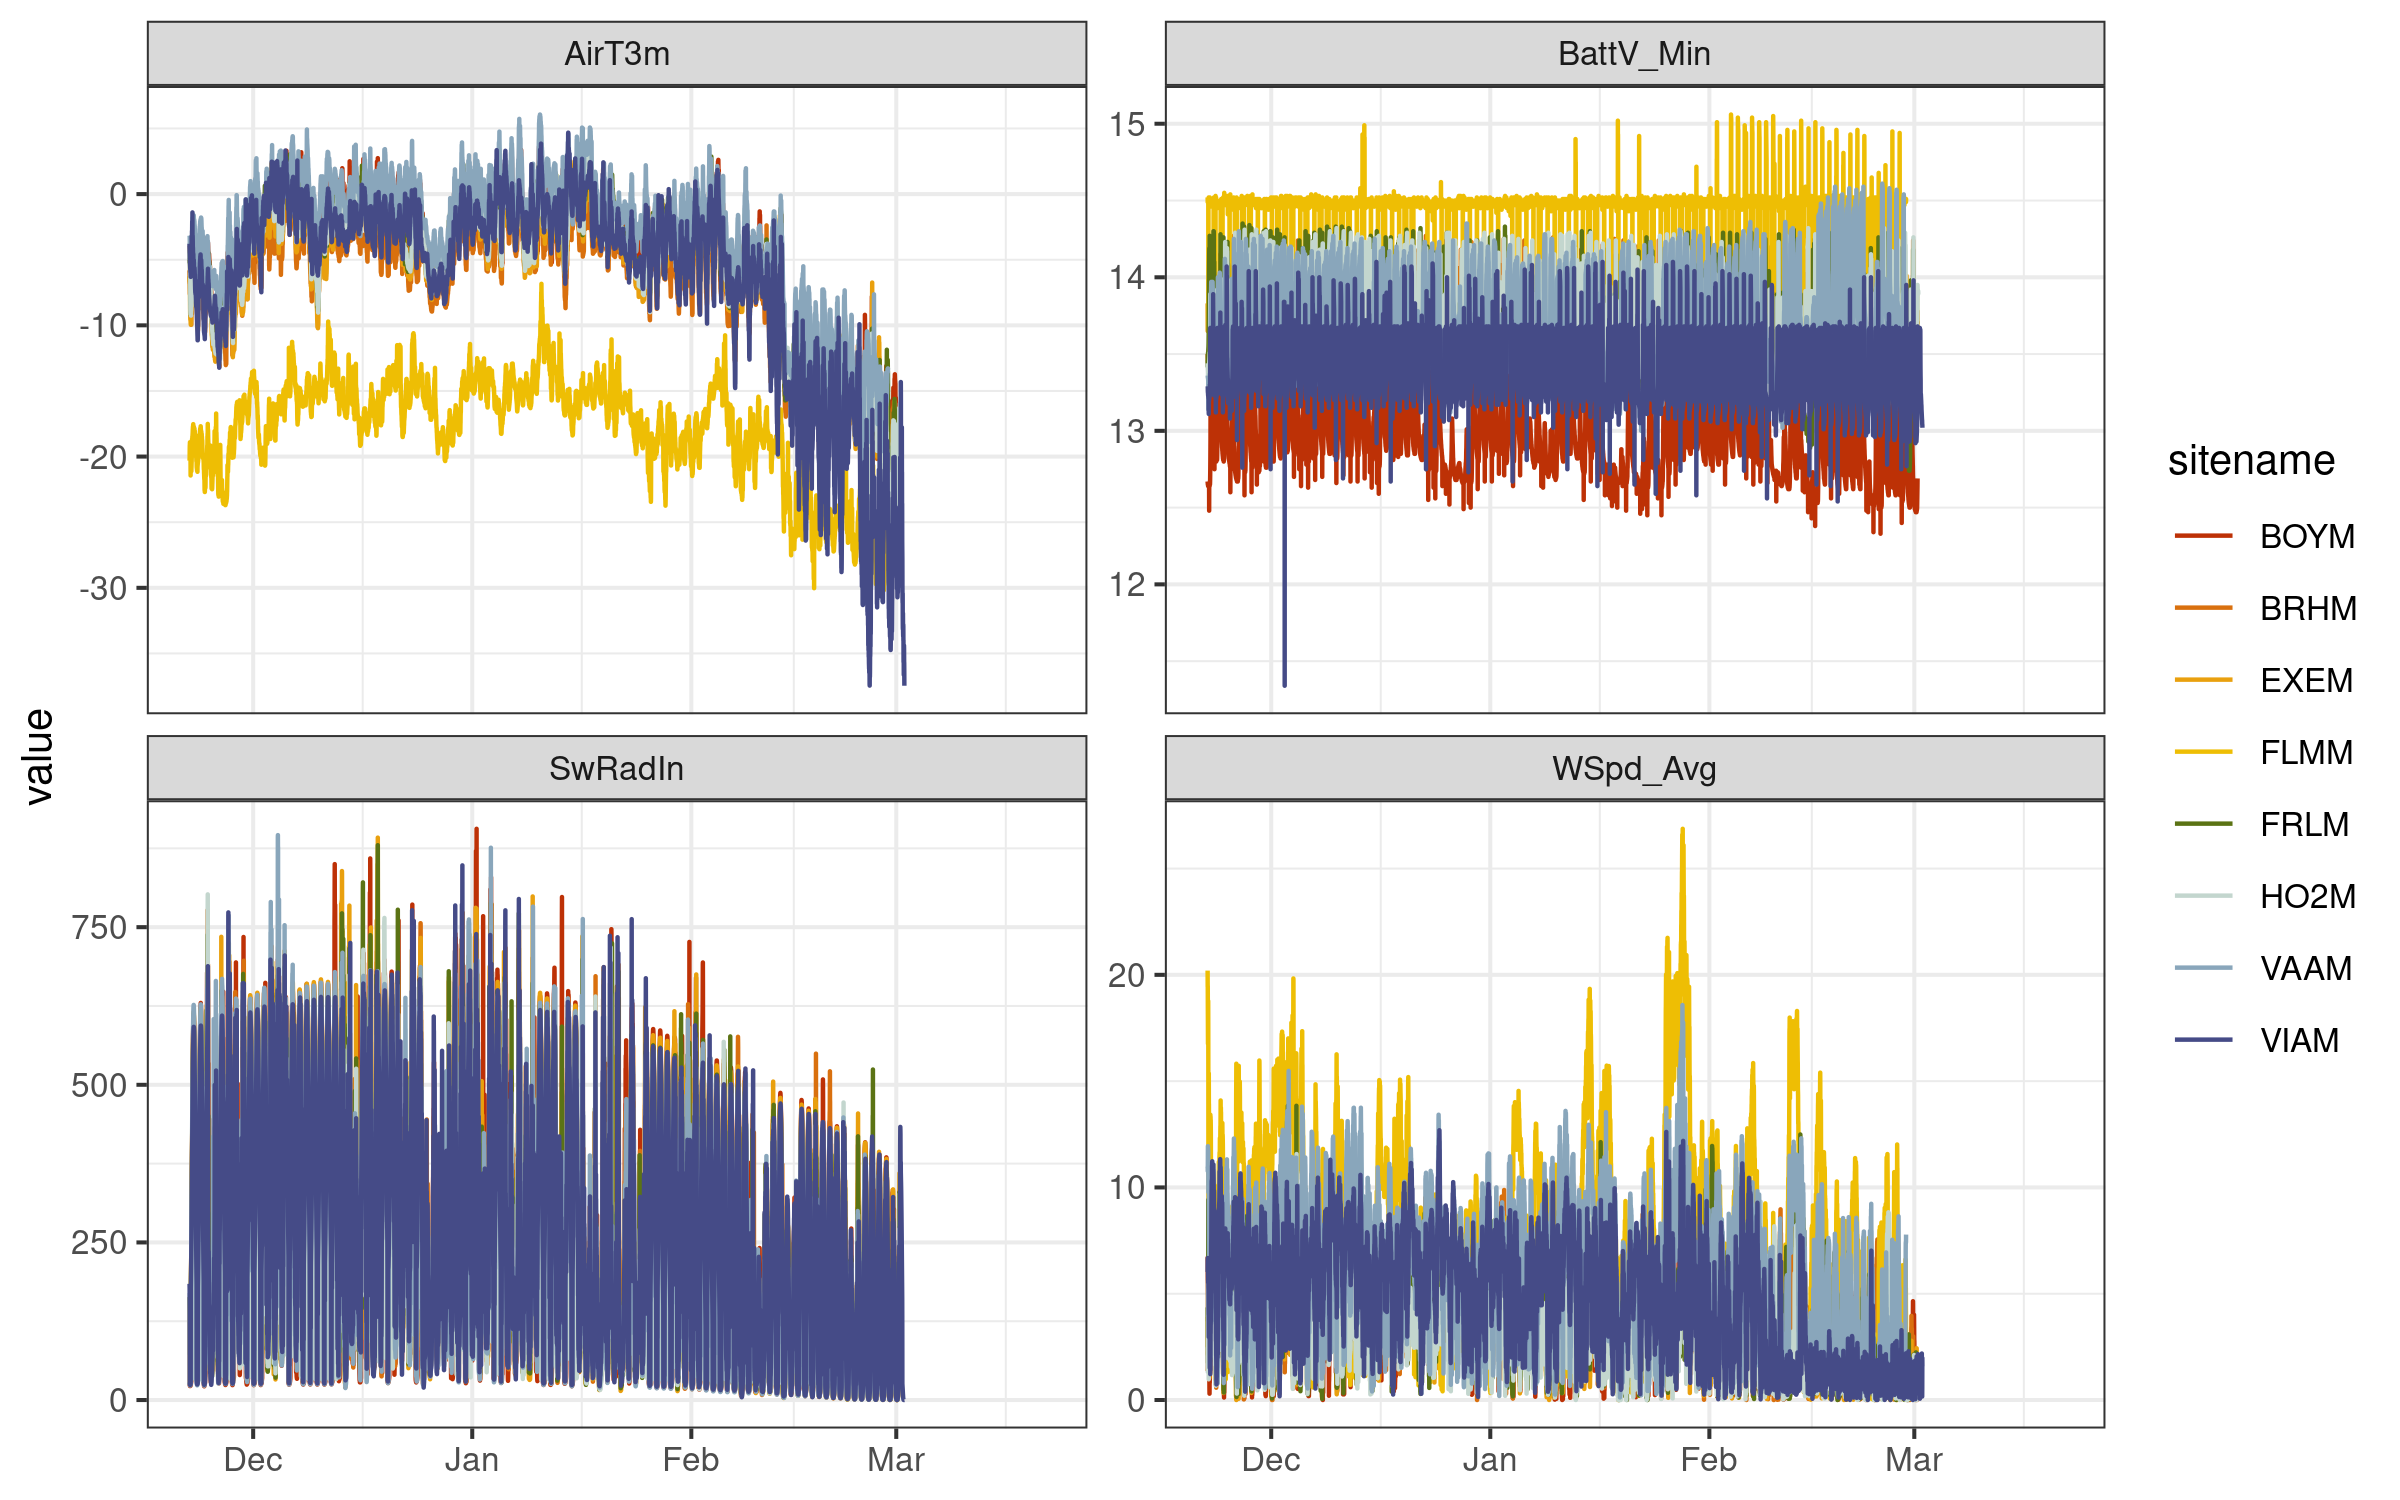 AirT3m
BattV_Min
0
-10
-20
-30
15
14
13
12
value
SwRadIn
WSpd_Avg
750
500
250
0
20
10
0
Dec Jan Feb Mar
Dec Jan Feb Mar
sitename
BOYM
BRHM
EXEM
FLMM
FRLM
HO2M
VAAM
VIAM